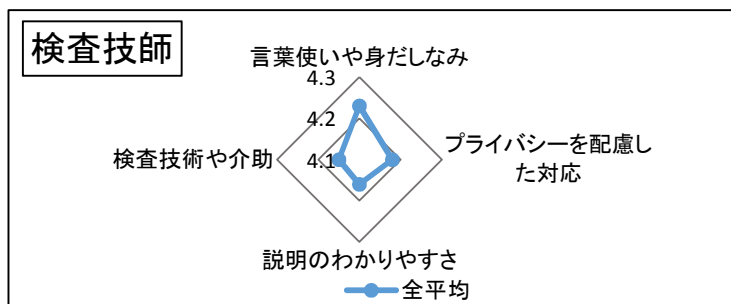 検査技師
言葉使いや身だしなみ
4.3
4.2
検査技術や介助
4.1
プライバシーを配慮し
た対応
説明のわかりやすさ
全平均